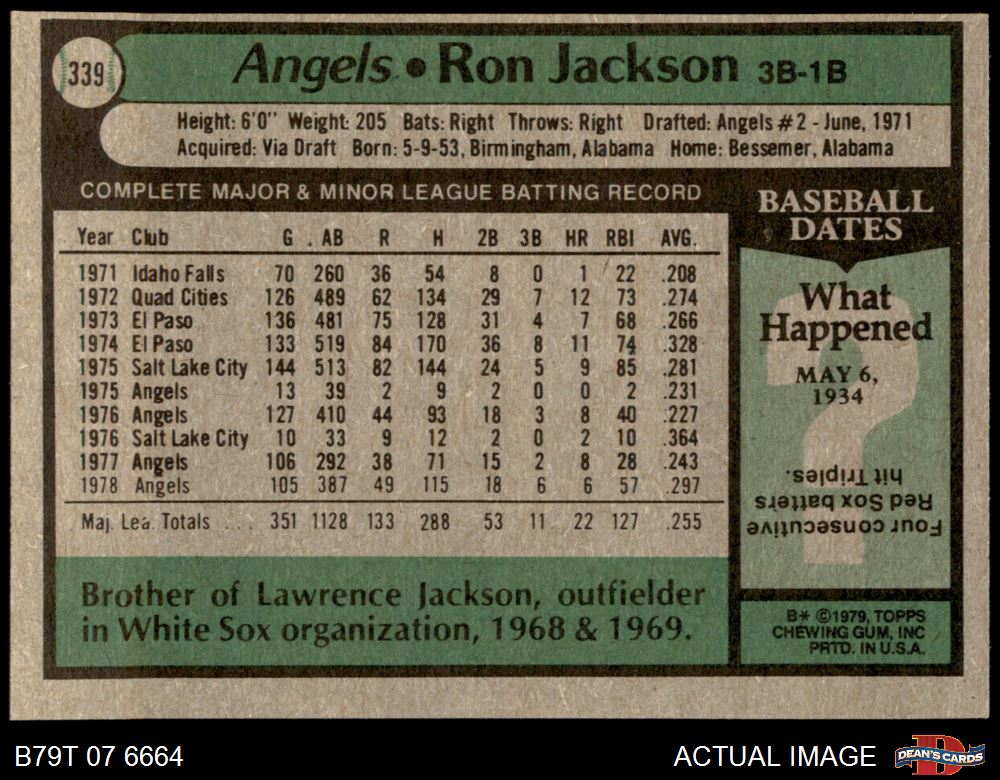 339
Angels • Ron Jackson 3B-1B
Height: 6'0" Weight: 205 Bats: Right Throws: Right Drafted: Angels #2 - June, 1971
Acquired: Via Draft Born: 5-9-53, Birmingham, Alabama Home: Bessemer, Alabama
COMPLETE MAJOR & MINOR LEAGUE BATTING RECORD
Year Club G. AB R H 2B 3B HR RBI AVG.
1971 Idaho Falls 70 260 36 54 8 0 1 22 .208
1972 Quad Cities 126 489 62 134 29 7 12 73 .274
1973 El Paso 136 481 75 128 31 4 7 68 .266
1974 El Paso 133 519 84 170 36 8 11 74 .328
1975 Salt Lake City 144 513 82 144 24 5 9 85 .281
1975 Angels 13 39 2 9 2 0 0 2 .231
1976 Angels 127 410 44 93 18 3 8 40 .227
1976 Salt Lake City 10 33 9 12 2 0 2 10 .364
1977 Angels 106 292 38 71 15 2 8 28 .243
1978 Angels 105 387 49 115 18 6 6 57 .297
Maj. Lea. Totals .... 351 1128 133 288 53 11 22 127 .255
Brother of Lawrence Jackson, outfielder
in White Sox organization, 1968 & 1969.
BASEBALL
DATES
What
Happened
MAY 6,
1934
?
Four consecutive
Red Sox batters
hit Triples.
B* ©1979, TOPPS
CHEWING GUM, INC
PRTD. IN U.S.A.
B79T 07 6664
ACTUAL IMAGE
D
DEAN'S CARDS